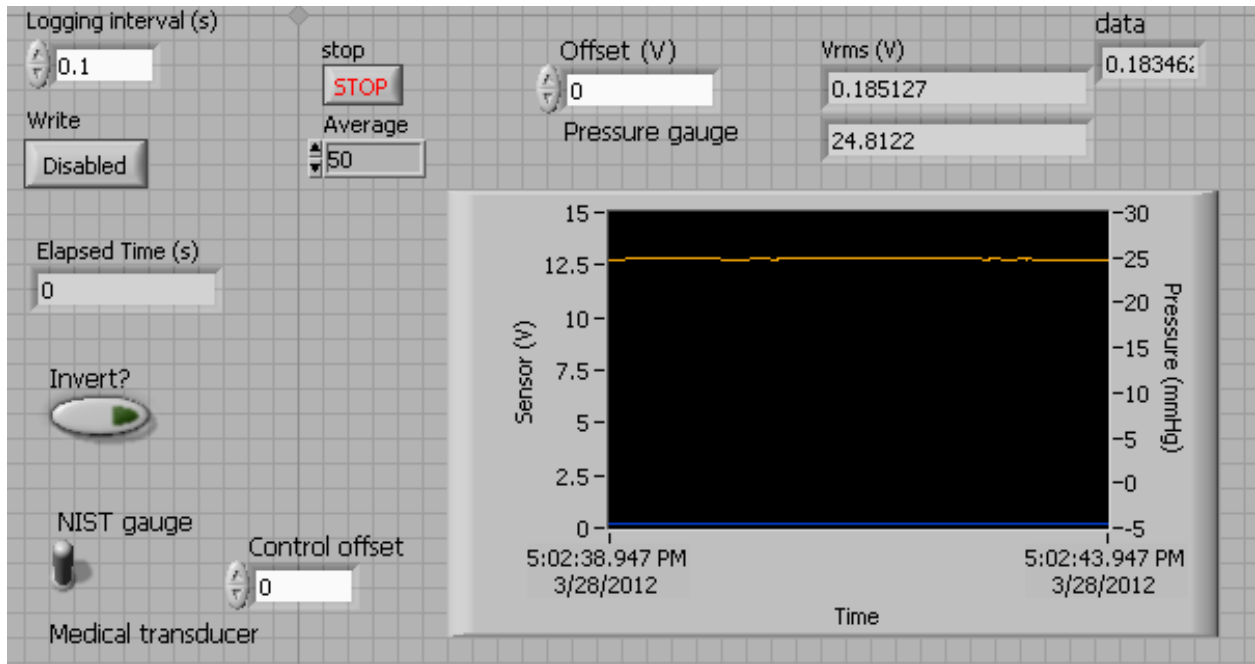 Logging interval (s)
0.1
Write
Disabled
stop
STOP
Average
50
Offset (V)
0
Pressure gauge
Vrms (V)
0.185127
24.8122
data
0.183462
Elapsed Time (s)
0
Invert?
NIST gauge
Medical transducer
Control offset
0
Sensor (V)
15
12.5
10
7.5
5
2.5
0
30
25
20
15
10
5
0
-5
Pressure (mmHg)
5:02:38.947 PM
3/28/2012
5:02:43.947 PM
3/28/2012
Time